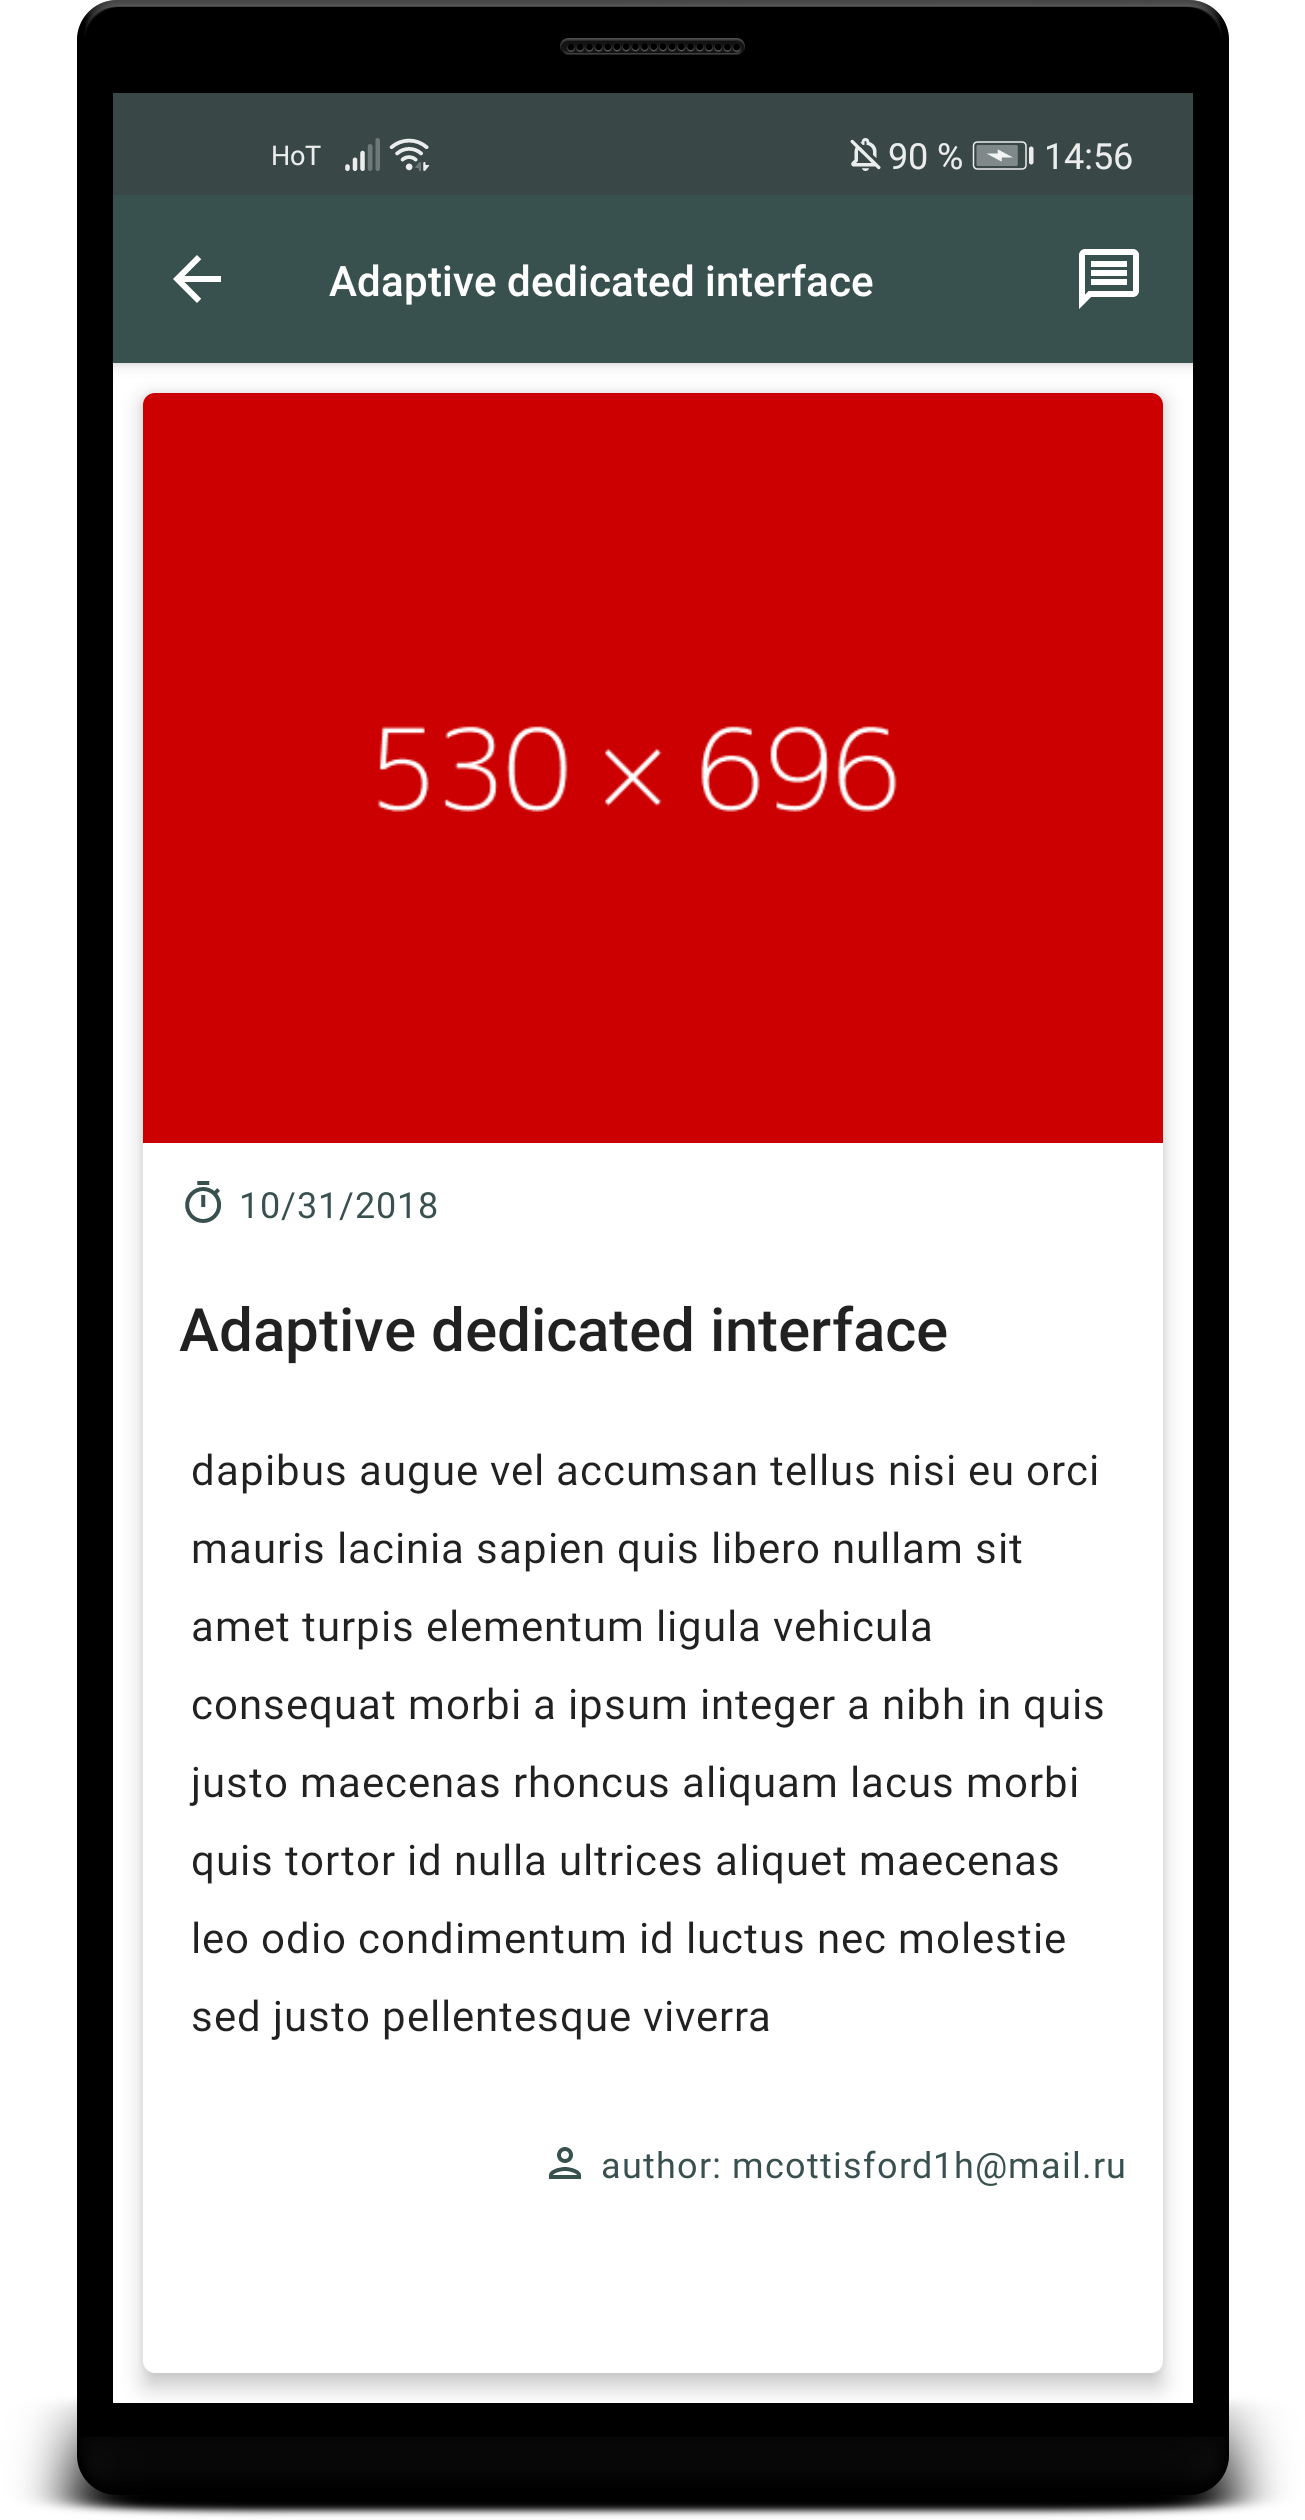 HoT 90 % 14:56
Adaptive dedicated interface
530 × 696
10/31/2018
Adaptive dedicated interface
dapibus augue vel accumsan tellus nisi eu orci
mauris lacinia sapien quis libero nullam sit
amet turpis elementum ligula vehicula
consequat morbi a ipsum integer a nibh in quis
justo maecenas rhoncus aliquam lacus morbi
quis tortor id nulla ultrices aliquet maecenas
leo odio condimentum id luctus nec molestie
sed justo pellentesque viverra
author: mcottisford1h@mail.ru